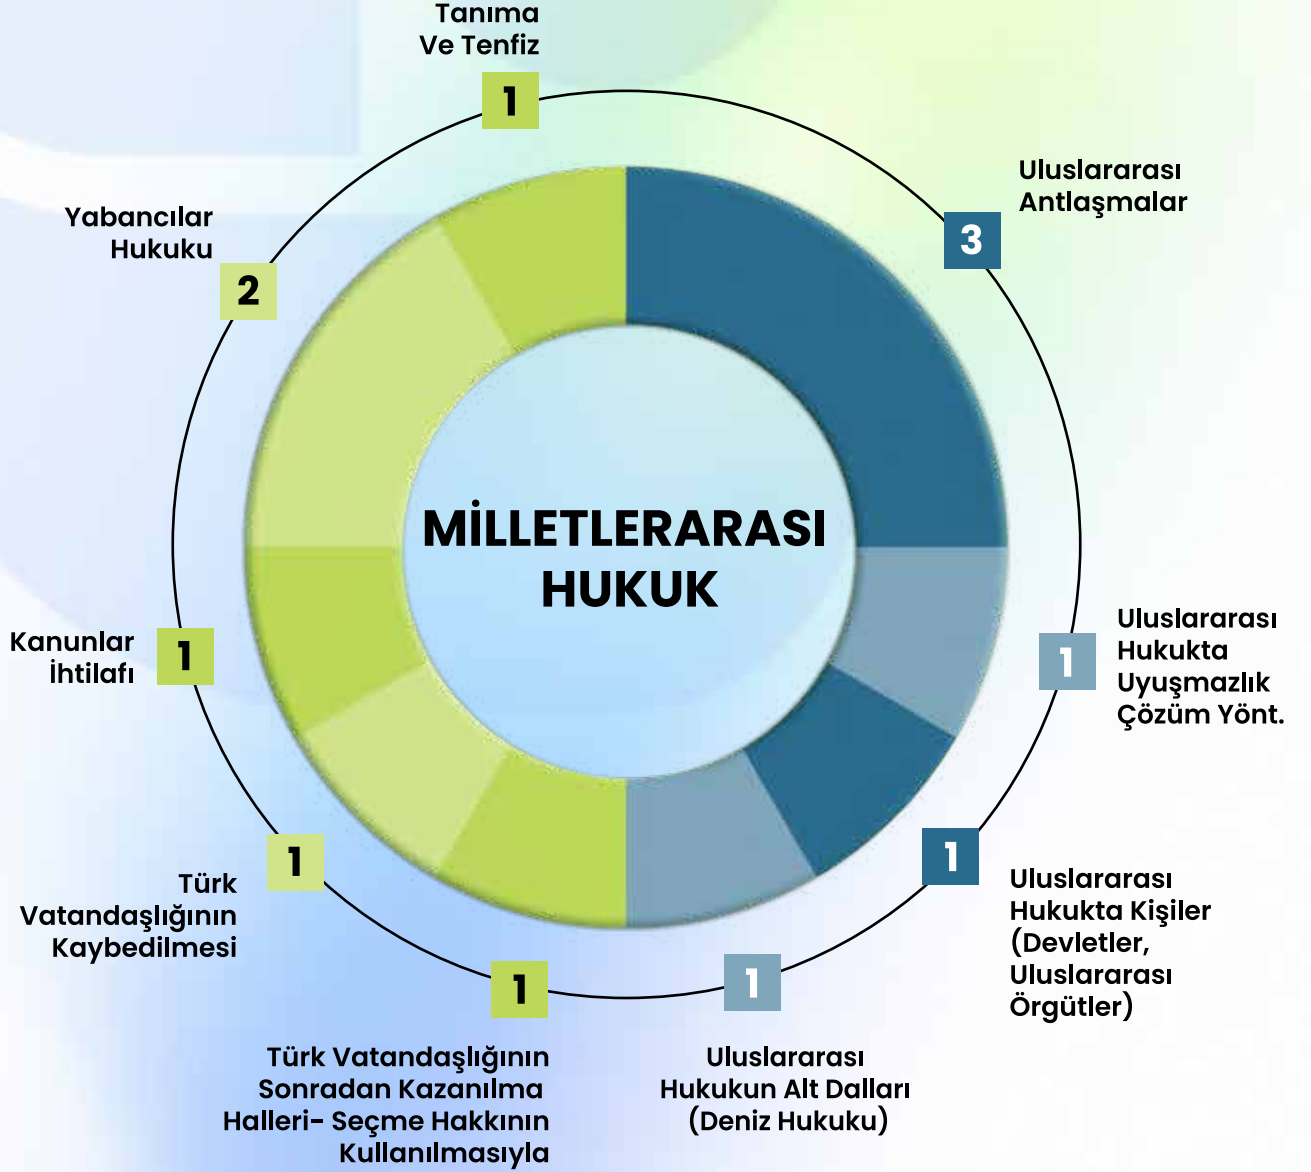 Tanıma
Ve Tenfiz
1
Uluslararası
Antlaşmalar
3
Yabancılar
Hukuku
2
MİLLETLERARASI
HUKUK
Uluslararası
Hukukta
Uyuşmazlık
Çözüm Yönt.
1
Kanunlar
İhtilafı
1
Uluslararası
Hukukta Kişiler
(Devletler,
Uluslararası
Örgütler)
1
Türk
Vatandaşlığının
Kaybedilmesi
1
Uluslararası
Hukukun Alt Dalları
(Deniz Hukuku)
1
Türk Vatandaşlığının
Sonradan Kazanılma
Halleri- Seçme Hakkının
Kullanılmasıyla
1